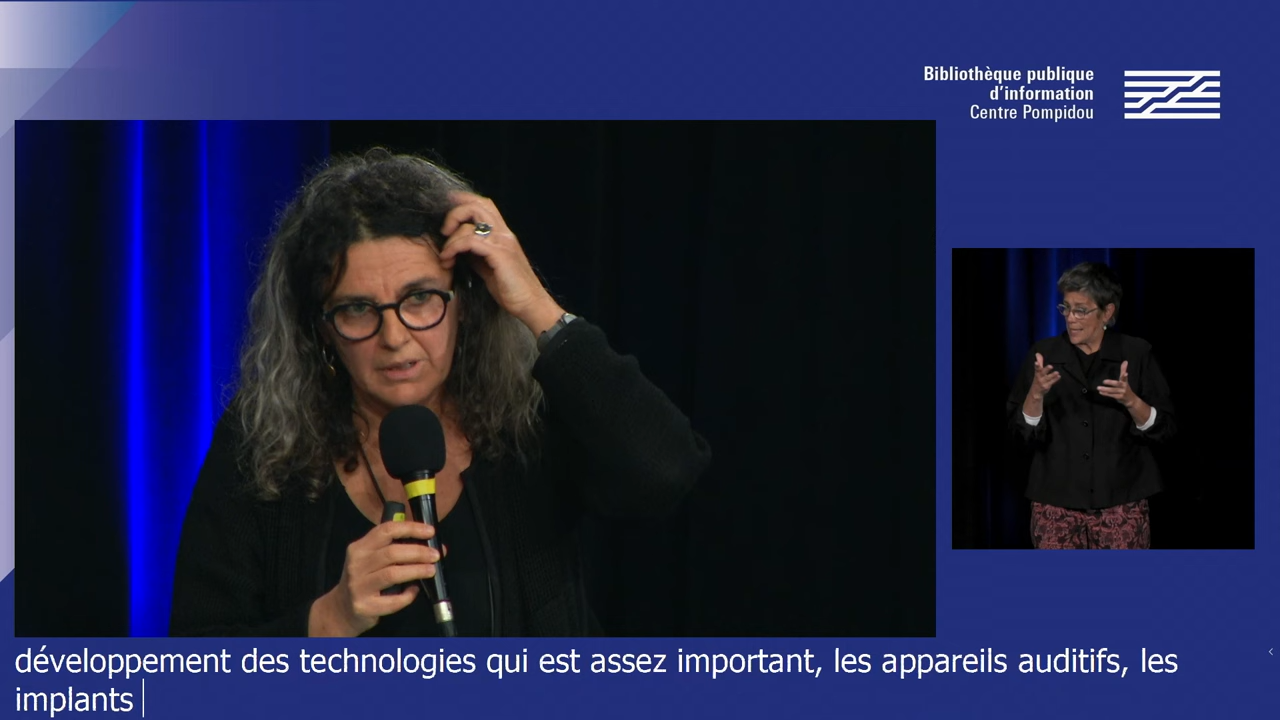 Bibliothèque publique
d'information
Centre Pompidou
développement des technologies qui est assez important, les appareils auditifs, les
implants